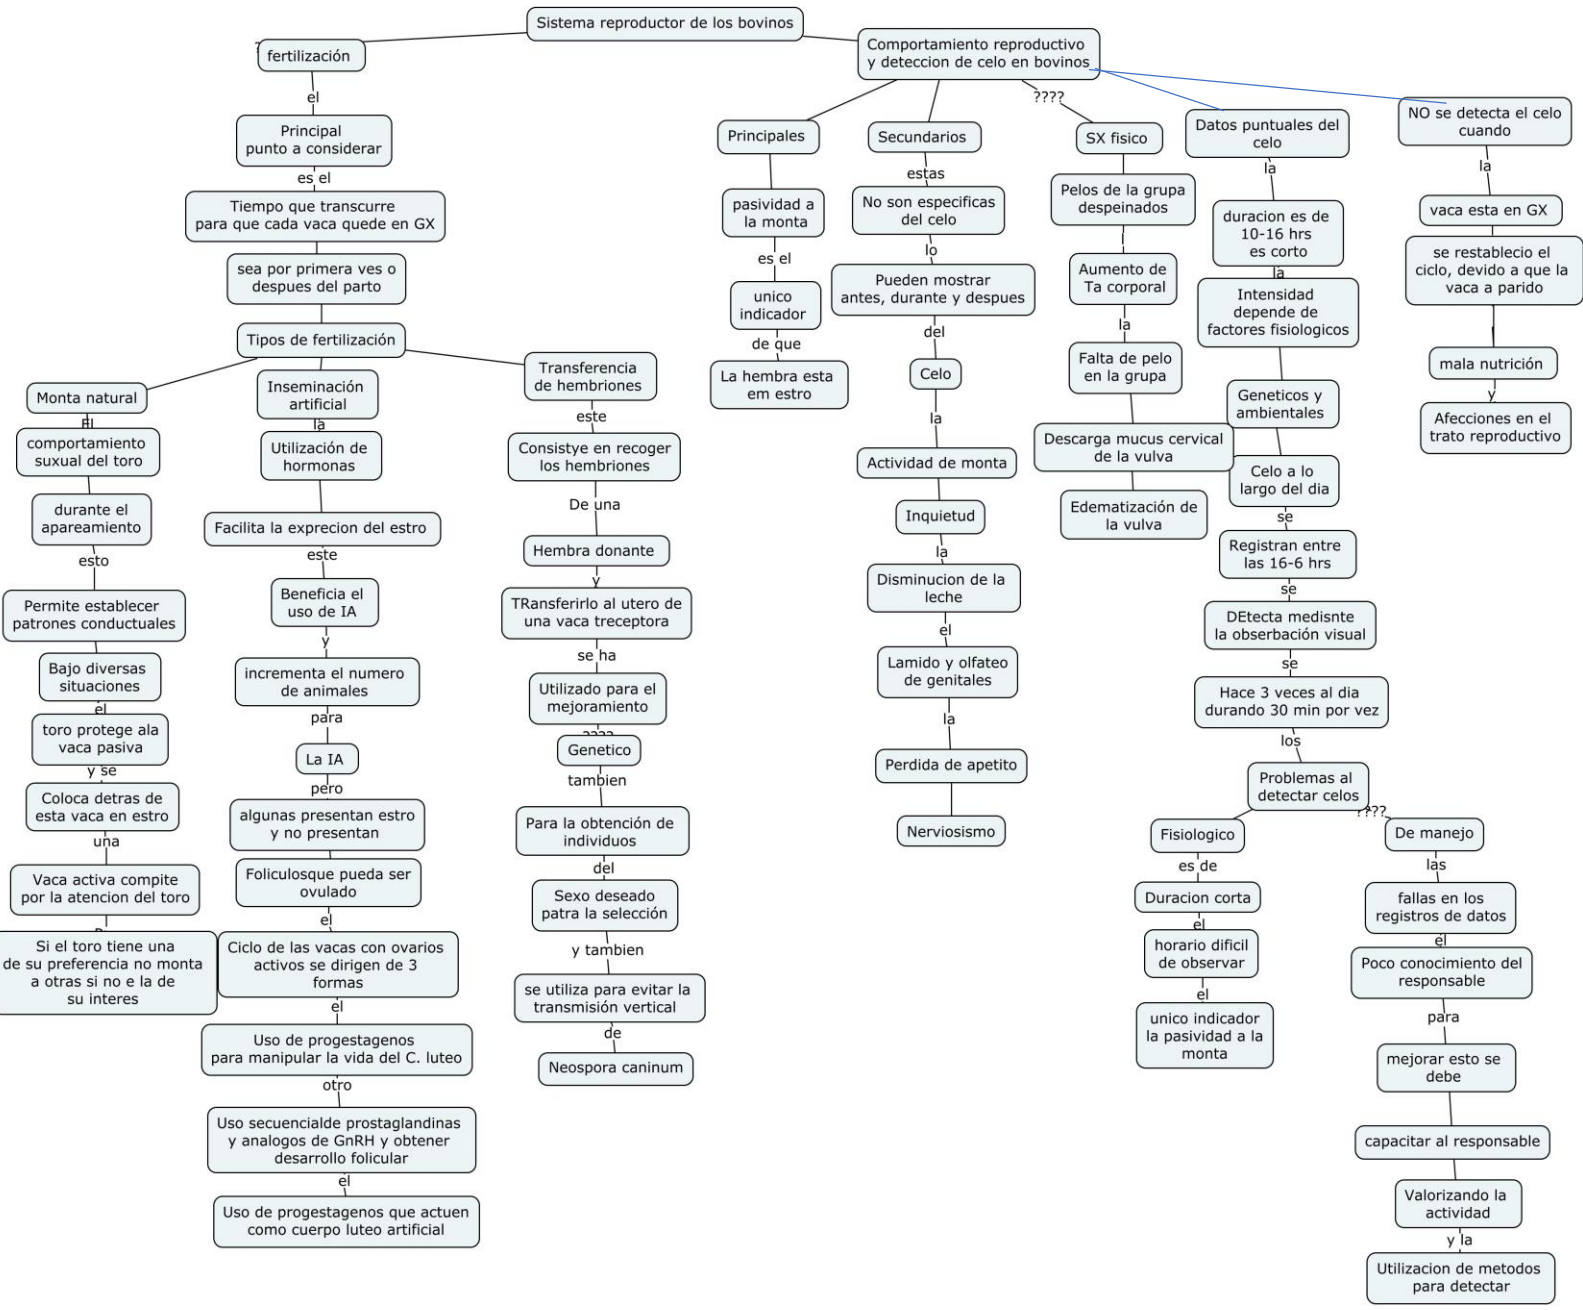 Sistema reproductor de los bovinos
fertilización
el
Principal
punto a considerar
es el
Tiempo que transcurre
para que cada vaca quede en GX
sea por primera ves o
despues del parto
Tipos de fertilización
Monta natural
El
comportamiento
suxual del toro
durante el
apareamiento
esto
Permite establecer
patrones conductuales
Bajo diversas
situaciones
el
toro protege ala
vaca pasiva
y se
Coloca detras de
esta vaca en estro
una
Vaca activa compite
por la atencion del toro
Si el toro tiene una
de su preferencia no monta
a otras si no e la de
su interes
Inseminación
artificial
la
Utilización de
hormonas
Facilita la exprecion del estro
este
Beneficia el
uso de IA
y
incrementa el numero
de animales
para
La IA
pero
algunas presentan estro
y no presentan
Foliculosque pueda ser
ovulado
el
Ciclo de las vacas con ovarios
activos se dirigen de 3
formas
el
Uso de progestagenos
para manipular la vida del C. luteo
otro
Uso secuencialde prostaglandinas
y analogos de GnRH y obtener
desarrollo folicular
el
Uso de progestagenos que actuen
como cuerpo luteo artificial
Transferencia
de hembriones
este
Consistye en recoger
los hembriones
De una
Hembra donante
y
TRansferirlo al utero de
una vaca treceptora
se ha
Utilizado para el
mejoramiento
????
Genetico
tambien
Para la obtención de
individuos
del
Sexo deseado
patra la selección
y tambien
se utiliza para evitar la
transmisión vertical
de
Neospora caninum
Comportamiento reproductivo
y deteccion de celo en bovinos
Principales
pasividad a
la monta
es el
unico
indicador
de que
La hembra esta
em estro
Secundarios
estas
No son especificas
del celo
lo
Pueden mostrar
antes, durante y despues
del
Celo
la
Actividad de monta
Inquietud
la
Disminucion de la
leche
el
Lamido y olfateo
de genitales
la
Perdida de apetito
Nerviosismo
????
SX fisico
Pelos de la grupa
despeinados
Aumento de
Ta corporal
la
Falta de pelo
en la grupa
Descarga mucus cervical
de la vulva
Edematización de
la vulva
Datos puntuales del
celo
la
duracion es de
10-16 hrs
es corto
la
Intensidad
depende de
factores fisiologicos
Geneticos y
ambientales
Celo a lo
largo del dia
se
Registran entre
las 16-6 hrs
se
DEtecta medisnte
la obserbación visual
se
Hace 3 veces al dia
durando 30 min por vez
los
Problemas al
detectar celos
Fisiologico
es de
Duracion corta
el
horario dificil
de observar
el
unico indicador
la pasividad a la
monta
????
De manejo
las
fallas en los
registros de datos
el
Poco conocimiento del
responsable
para
mejorar esto se
debe
capacitar al responsable
Valorizando la
actividad
y la
Utilizacion de metodos
para detectar
NO se detecta el celo
cuando
la
vaca esta en GX
se restablecio el
ciclo, devido a que la
vaca a parido
mala nutrición
y
Afecciones en el
trato reproductivo